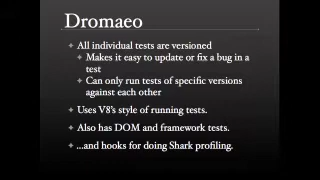 Dromaeo
All individual tests are versioned
Makes it easy to update or fix a bug in a
test
Can only run tests of specific versions
against each other
Uses V8's style of running tests.
Also has DOM and framework tests.
...and hooks for doing Shark profiling.